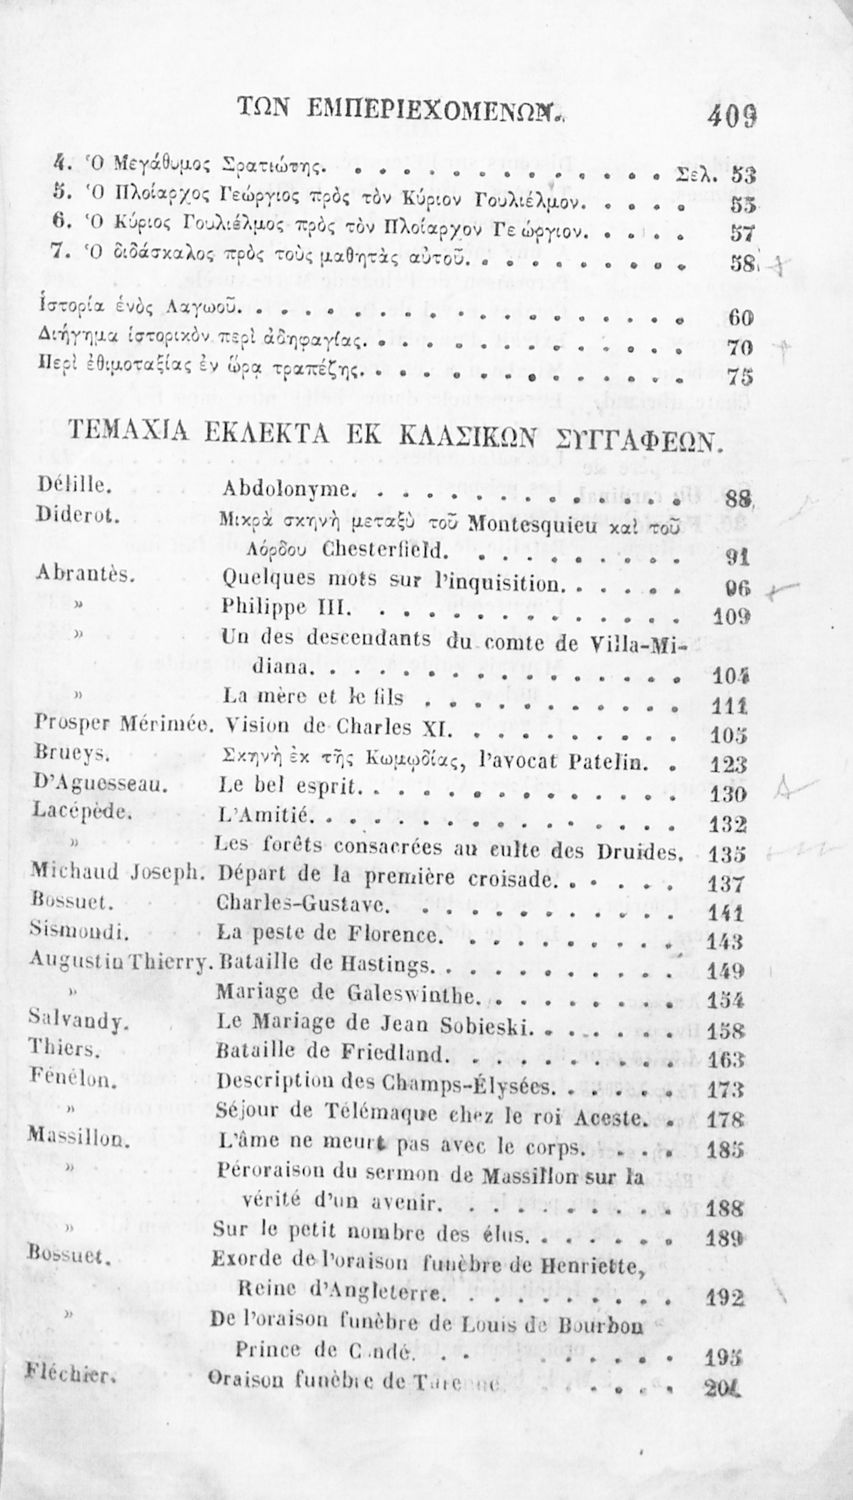 ΤΩΝ ΕΜΠΕΡΙΕΧΟΜΕΝΩΝ. 409
4. Ὁ Μεγάθυμος Σρατιώτης. . . . . . . . . . . . . . Σελ. 53
5. Ὁ Πλοίαρχος Γεώργιος πρὸς τὸν Κύριον Γουλιέλμον. . . . . 55
6. Ὁ Κύριος Γουλιέλμος πρὸς τὸν Πλοίαρχον Γεώργιον. . . . . 57
7. Ὁ διδάσκαλος πρὸς τοὺς μαθητὰς αὑτοῦ. . . . . . . . . . 58
Ἱστορία ἑνὸς Λαγωοῦ. . . . . . . . . . . . . . . . . . . 60
Διήγημα ἱστορικὸν περὶ ἀδηφαγίας. . . . . . . . . . . . . 70
Περὶ ἐθιμοταξίας ἐν ὥρᾳ τραπέζης. . . . . . . . . . . . . 75
ΤΕΜΑΧΙΑ ΕΚΛΕΚΤΑ ΕΚ ΚΛΑΣΙΚΩΝ ΣΥΓΓΑΦΕΩΝ.
Délille. Abdolonyme. . . . . . . . . . . . . . 88
Diderot. Μικρὰ σκηνὴ μεταξὺ τοῦ Montesquieu καὶ τοῦ
Λόρδου Chesterfield. . . . . . . . . . 91
Abrantès. Quelques mots sur l'inquisition. . . . . . 96
» Philippe III. . . . . . . . . . . . . . 109
» Un des descendants du comte de Villa-Mi-
diana. . . . . . . . . . . . . . . . 104
» La mère et le fils . . . . . . . . . . . 111
Prosper Mérimée. Vision de Charles XI. . . . . . . . . . 105
Brueys. Σκηνὴ ἐκ τῆς Κωμῳδίας, l'avocat Patelin. . 123
D'Aguesseau. Le bel esprit. . . . . . . . . . . . . . 130
Lacépède. L'Amitié. . . . . . . . . . . . . . . . 132
» Les forêts consacrées au culte des Druides. 135
Michaud Joseph. Départ de la première croisade. . . . . . 137
Bossuet. Charles-Gustave. . . . . . . . . . . . . 141
Sismondi. La peste de Florence. . . . . . . . . . 143
Augustin Thierry. Bataille de Hastings. . . . . . . . . . . 149
» Mariage de Galeswinthe. . . . . . . . . 154
Salvandy. Le Mariage de Jean Sobieski. . . . . . . 158
Thiers. Bataille de Friedland. . . . . . . . . . 163
Fénélon. Description des Champs-Élysées. . . . . . 173
» Séjour de Télémaque chez le roi Aceste. . 178
Massillon. L'âme ne meurt pas avec le corps. . . . 185
» Péroraison du sermon de Massillon sur la
vérité d'un avenir. . . . . . . . . . 188
» Sur le petit nombre des élus. . . . . . . 189
Bossuet. Exorde de l'oraison funèbre de Henriette,
Reine d'Angleterre. . . . . . . . . . 192
» De l'oraison funèbre de Louis de Bourbon
Prince de Condé. . . . . . . . 195
Fléchier. Oraison funèbre de Turenne . . . . . 204